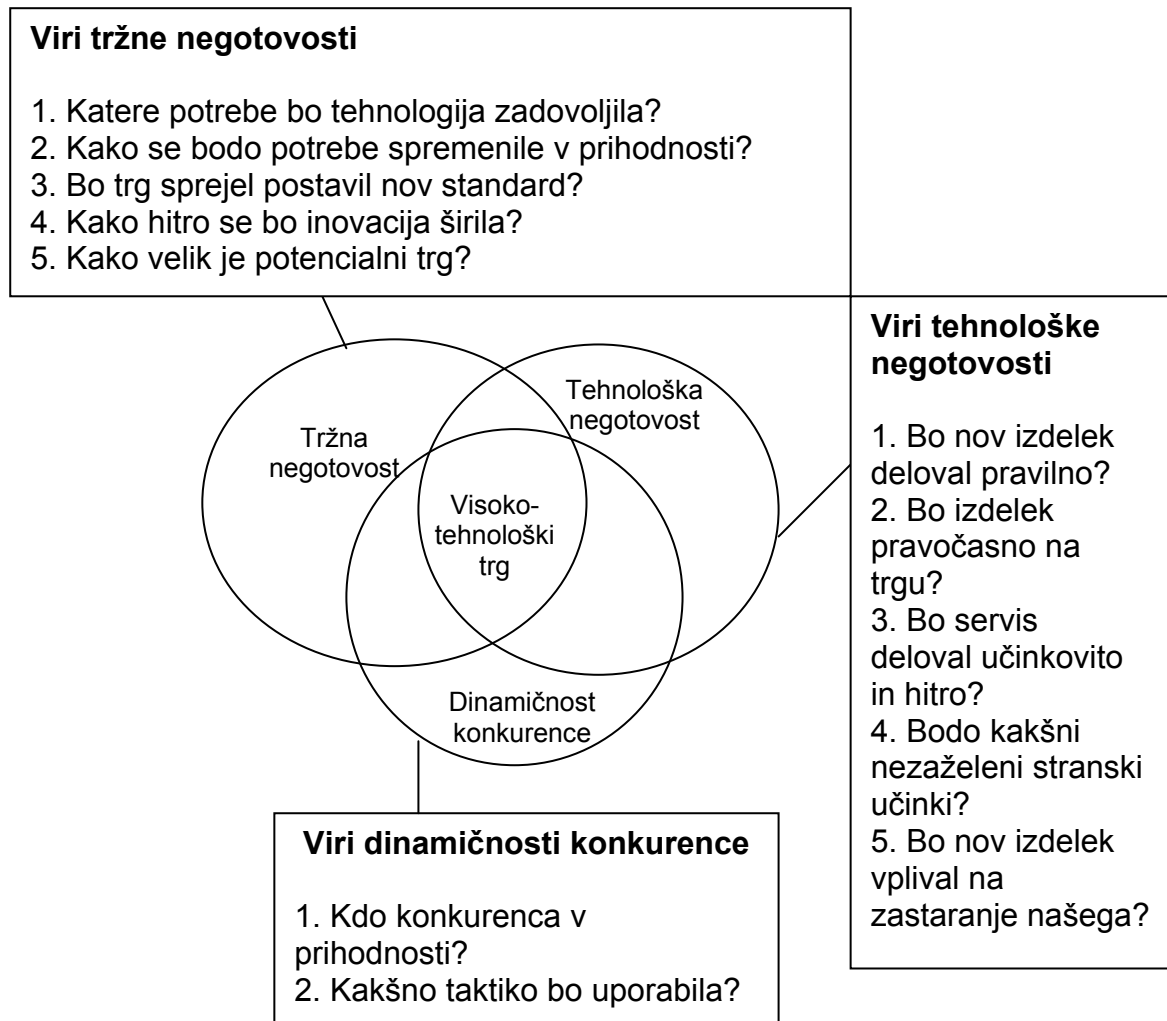 Viri tržne negotovosti
1. Katere potrebe bo tehnologija zadovoljila?
2. Kako se bodo potrebe spremenile v prihodnosti?
3. Bo trg sprejel postavil nov standard?
4. Kako hitro se bo inovacija širila?
5. Kako velik je potencialni trg?
Viri tehnološke
negotovosti
1. Bo nov izdelek
deloval pravilno?
2. Bo izdelek
pravočasno na
trgu?
3. Bo servis
deloval učinkovito
in hitro?
4. Bodo kakšni
nezaželeni stranski
učinki?
5. Bo nov izdelek
vplival na
zastaranje našega?
Tržna
negotovost
Tehnološka
negotovost
Visoko-
tehnološki
trg
Dinamičnost
konkurence
Viri dinamičnosti konkurence
1. Kdo konkurenca v
prihodnosti?
2. Kakšno taktiko bo uporabila?